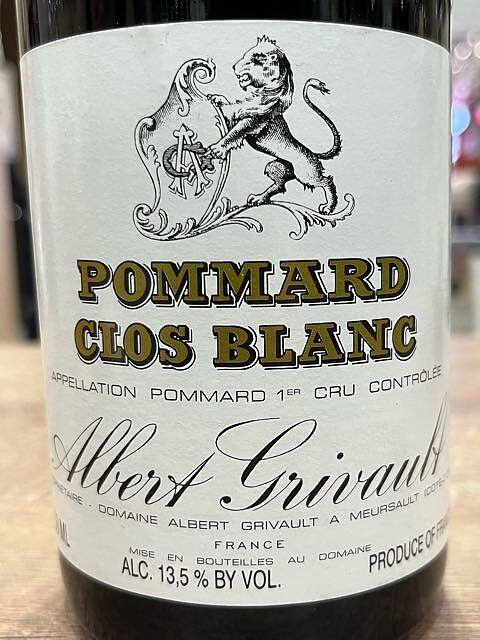 POMMARD
CLOS BLANC
APPELLATION POMMARD 1ER CRU CONTRÔLÉE
Albert Grivault
DOMAINE ALBERT GRIVAULT A MEURSAULT
FRANCE
MISE EN BOUTEILLES AU DOMAINE
ML
ALC. 13,5 % BY VOL.
PRODUCE OF